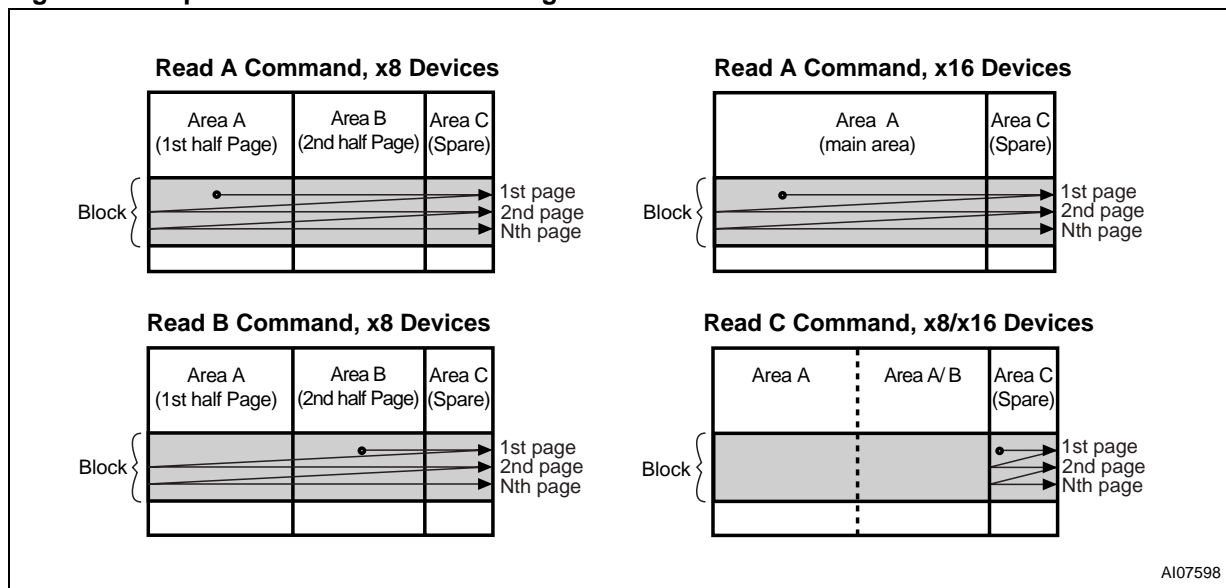 Read A Command, x8 Devices
Area A
(1st half Page)
Area B
(2nd half Page)
Area C
(Spare)
Block
1st page
2nd page
Nth page
Read A Command, x16 Devices
Area A
(main area)
Area C
(Spare)
Block
1st page
2nd page
Nth page
Read B Command, x8 Devices
Area A
(1st half Page)
Area B
(2nd half Page)
Area C
(Spare)
Block
1st page
2nd page
Nth page
Read C Command, x8/x16 Devices
Area A
Area A/ B
Area C
(Spare)
Block
1st page
2nd page
Nth page
AI07598